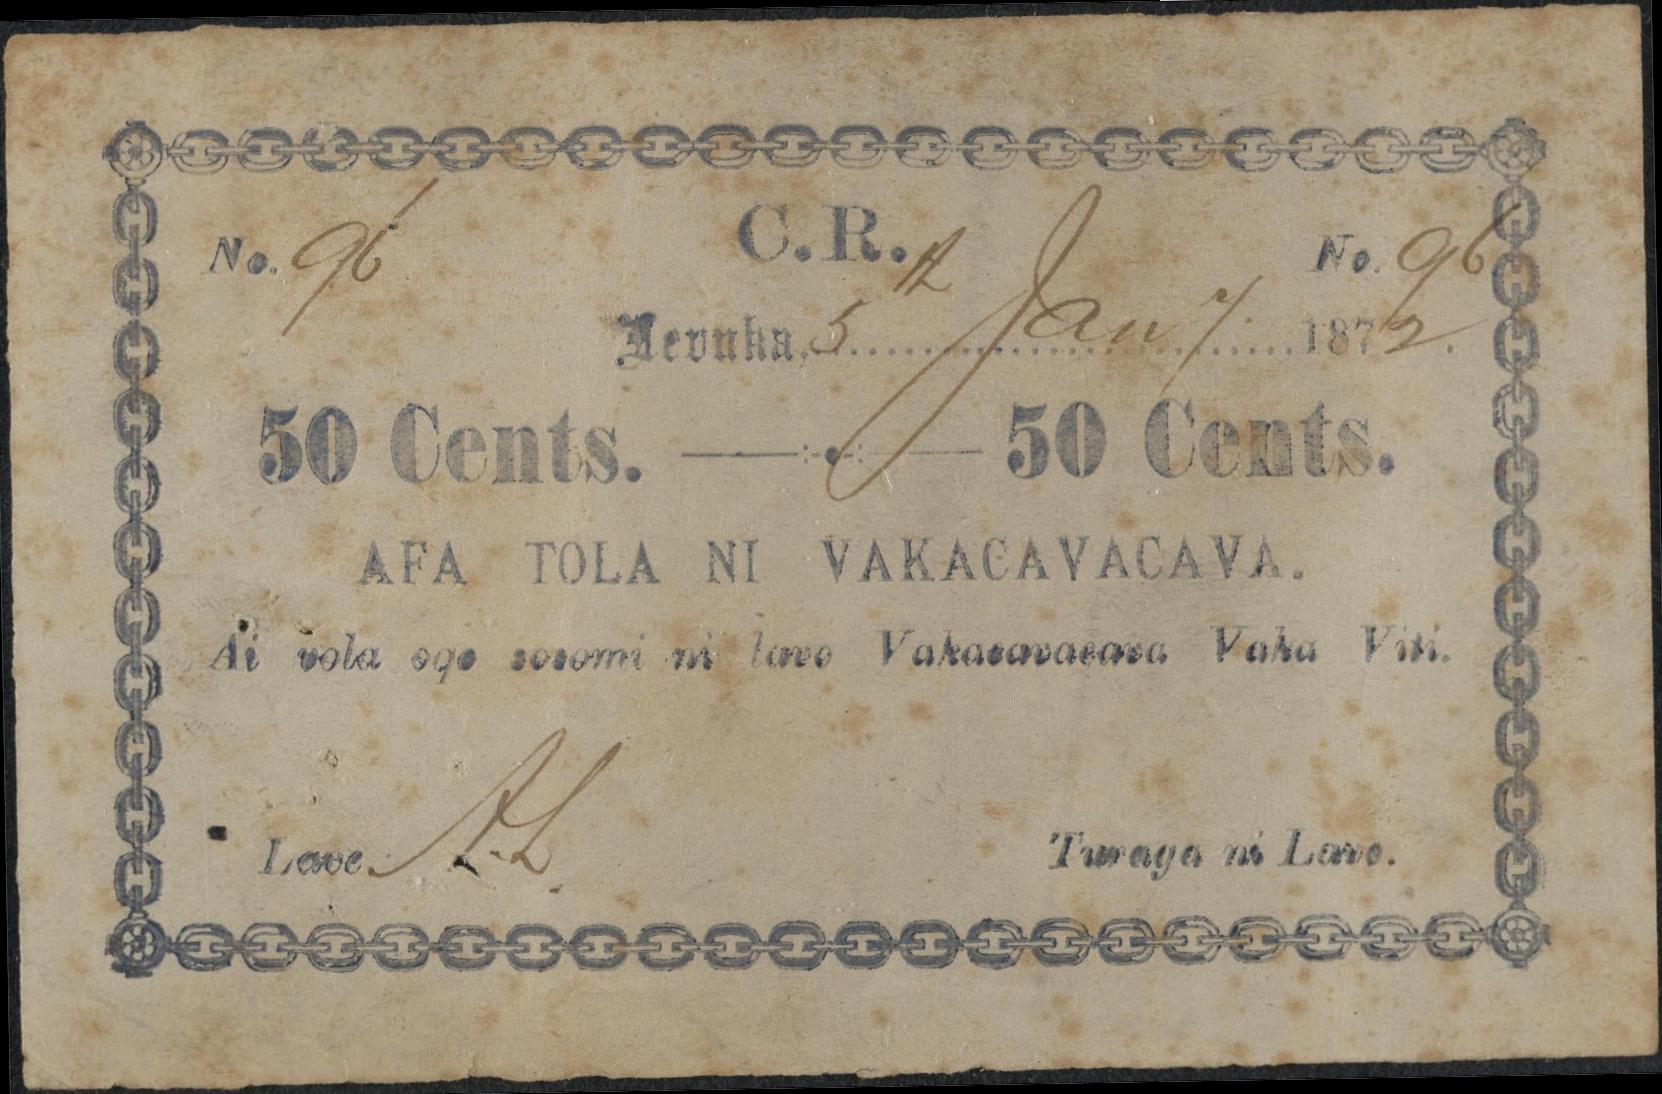 No. 96 C.R. No. 96
Levuka, 5th Jany 1872.
50 Cents. 50 Cents.
AFA TOLA NI VAKACAVACAVA.
Ai vola oqo sosomi ni lavo Vakacavacava Vaka Viti.
Lave. A.L Turaga ni Lavo.